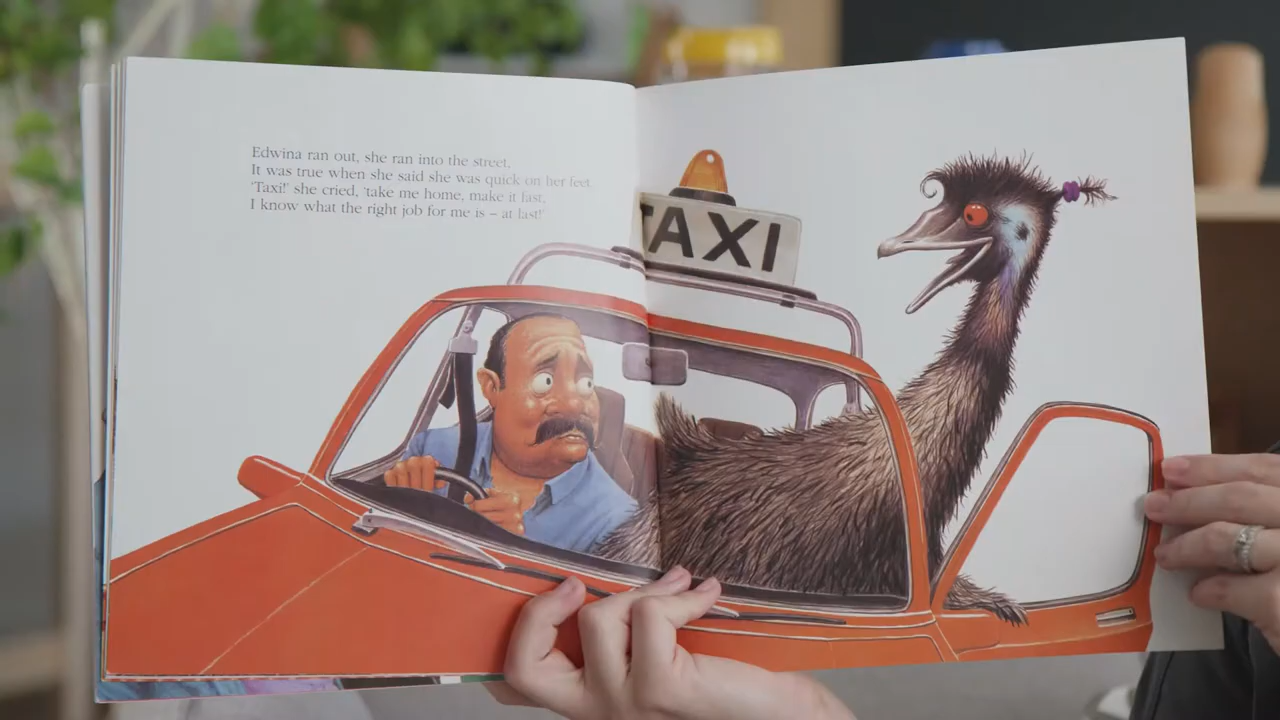 Edwina ran out, she ran into the street,
It was true when she said she was quick on her feet.
'Taxi!' she cried, 'take me home, make it fast,
I know what the right job for me is – at last!'
TAXI